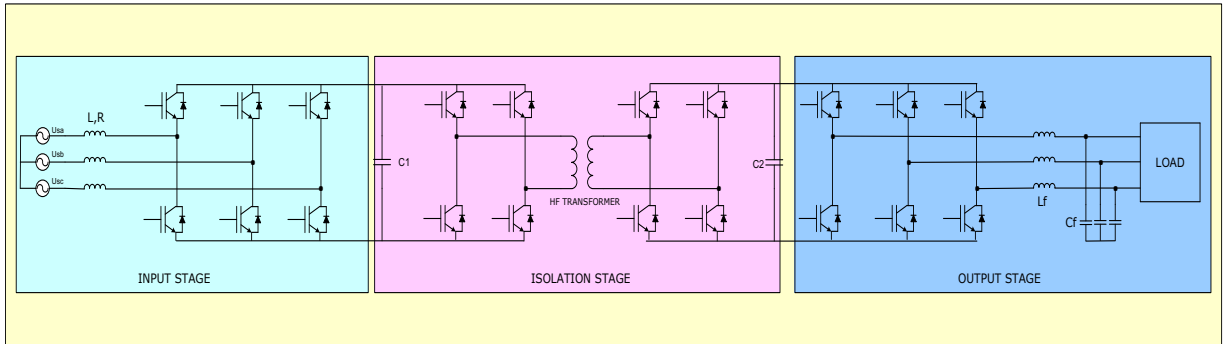 L,R
Usa
Usb
Usc
C1
HF TRANSFORMER
C2
LOAD
Lf
Cf
INPUT STAGE
ISOLATION STAGE
OUTPUT STAGE